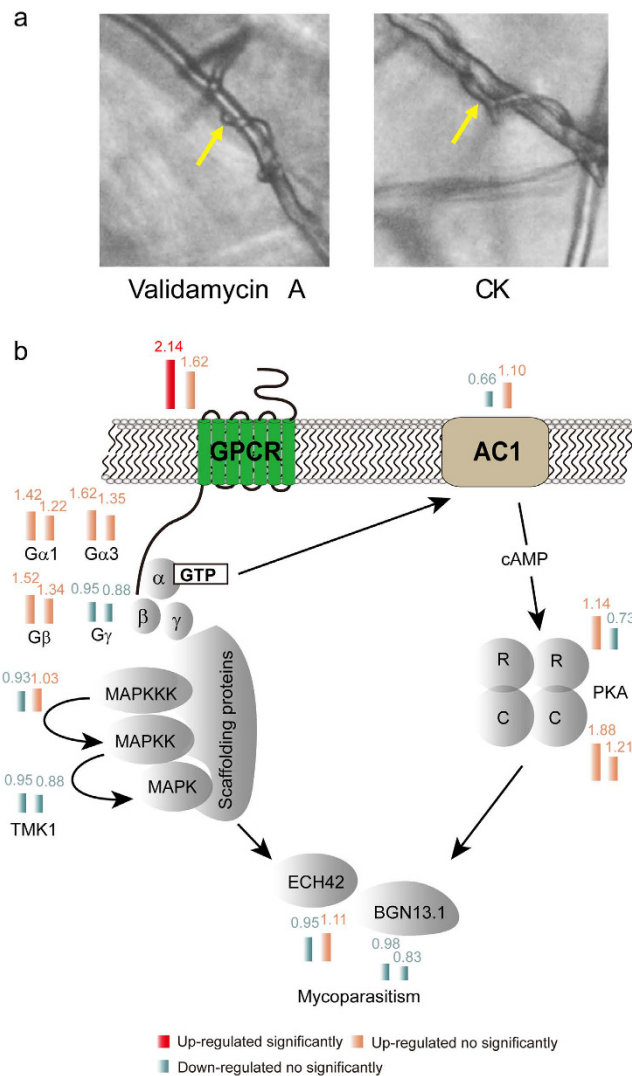 a
Validamycin A
CK
b
2.14
1.62
0.66
1.10
GPCR
AC1
1.42
1.22
1.62
1.35
Gα1
Gα3
cAMP
α
GTP
1.52
1.34
0.95
0.88
Gβ
Gγ
β
γ
1.14
0.73
R
R
PKA
C
C
0.93
1.03
MAPKKK
MAPKK
MAPK
Scaffolding proteins
1.88
1.21
0.95
0.88
TMK1
ECH42
BGN13.1
0.95
1.11
0.98
0.83
Mycoparasitism
Up-regulated significantly
Up-regulated no significantly
Down-regulated no significantly